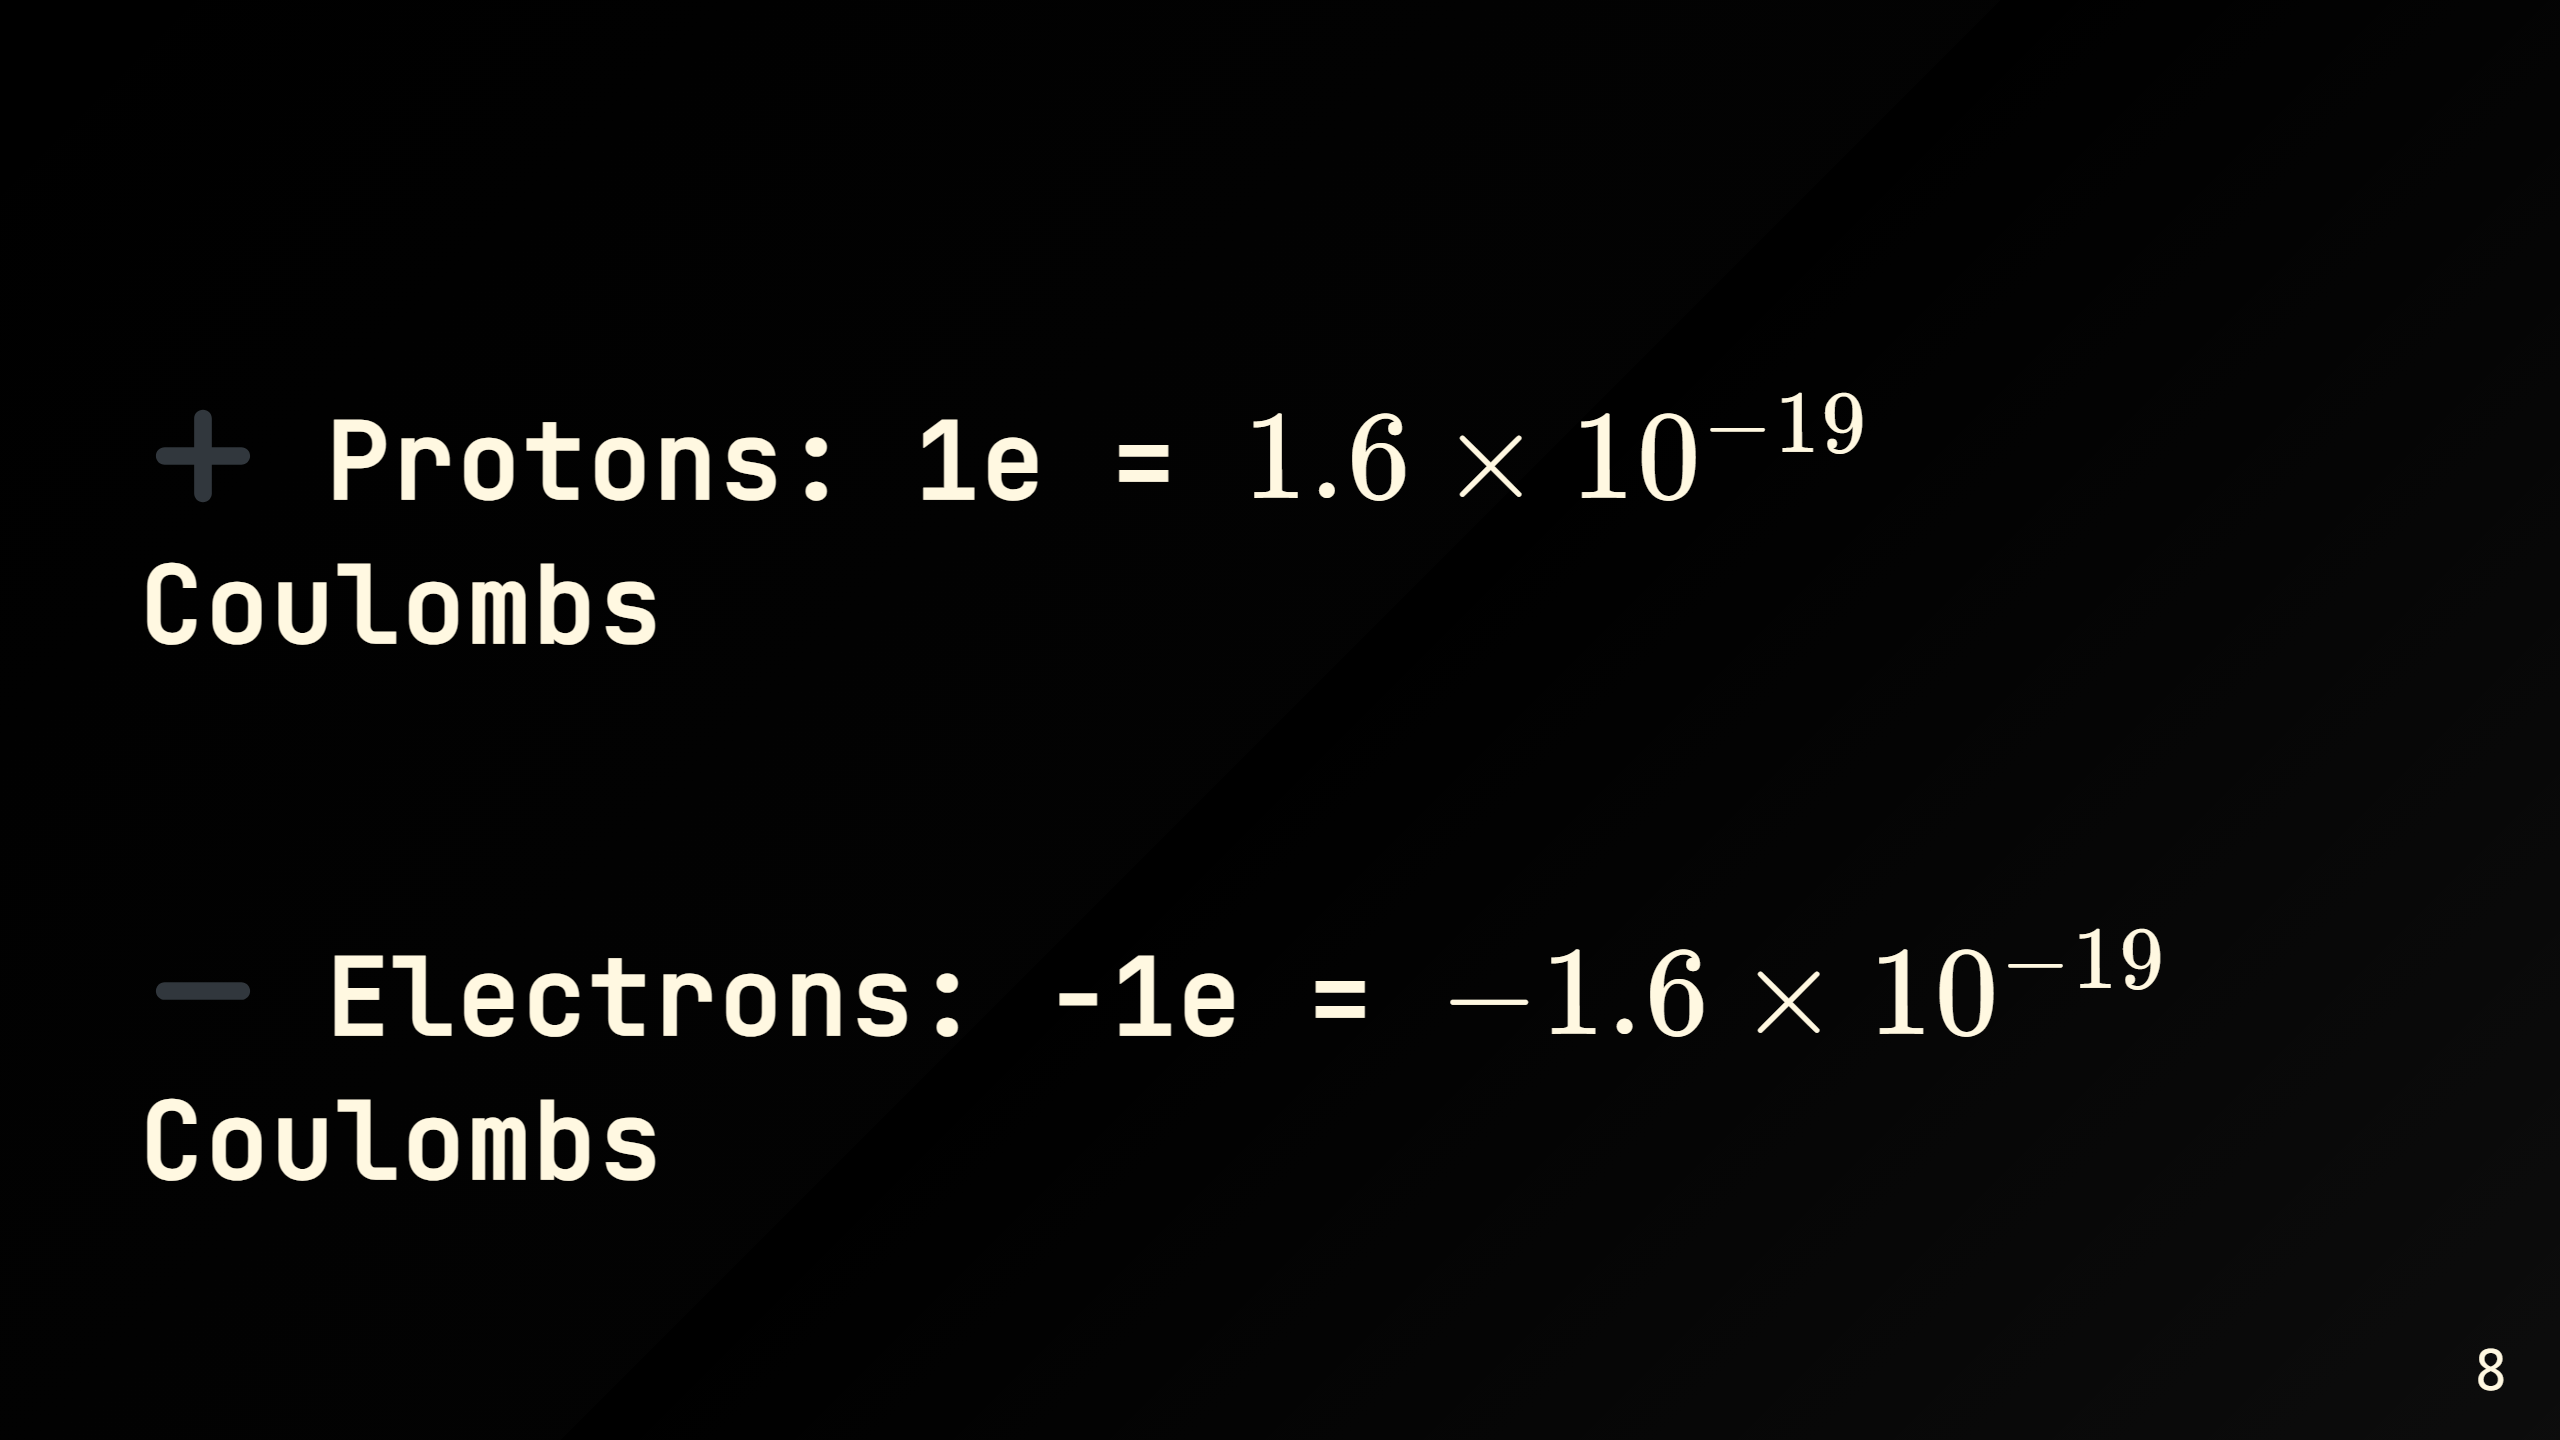 ➕ Protons: 1e = 1.6 × 10⁻¹⁹
Coulombs
➖ Electrons: -1e = −1.6 × 10⁻¹⁹
Coulombs
8